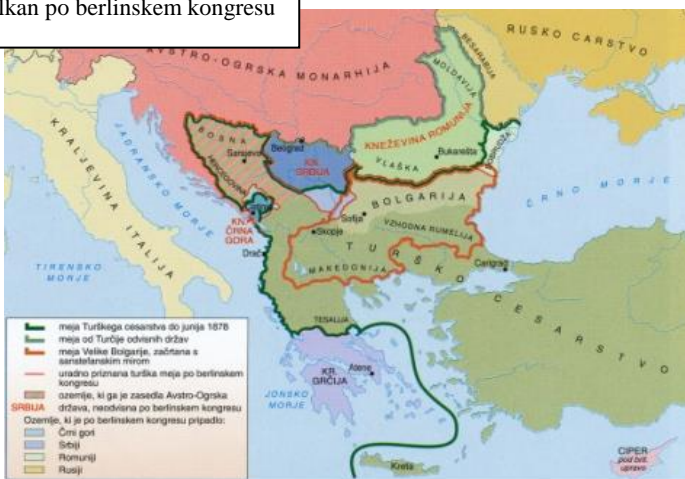 lkan po berlinskem kongresu
AVSTRO-OGRSKA MONARHIJA
RUSKO CARSTVO
BESARABIJA
MOLDAVIJA
KNEŽEVINA ROMUNIJA
VLAŠKA
Bukarešta
DOBRUDŽA
BOSNA
Sarajevo
HERCEGOVINA
Beograd
KN.
SRBIJA
KN.
ČRNA
GORA
KRALJEVINA ITALIJA
JADRANSKO MORJE
TIRENSKO
MORJE
BOLGARIJA
Sofija
VZHODNA RUMELIJA
Skopje
Drač
MAKEDONIJA
TURŠKO CESARSTVO
Carigrad
ČRNO MORJE
TESALIJA
KR.
GRČIJA
Atene
JONSKO
MORJE
Kreta
CIPER
pod brit.
upravo
meja Turškega cesarstva do junija 1878
meja od Turčije odvisnih držav
meja Velike Bolgarije, začrtana s
sanstefanskim mirom
uradno priznana turška meja po berlinskem
kongresu
ozemlje, ki ga je zasedla Avstro-Ogrska
SRBIJA država, neodvisna po berlinskem kongresu
Ozemlje, ki je po berlinskem kongresu pripadlo:
Črni gori
Srbiji
Romuniji
Rusiji